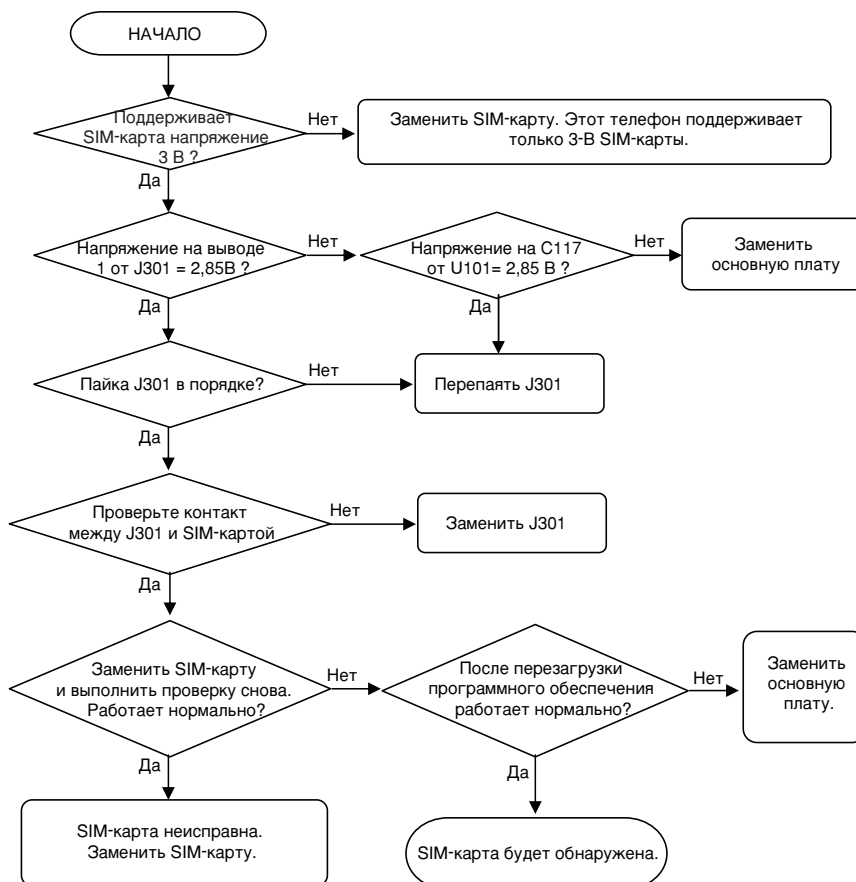 НАЧАЛО
Поддерживает
SIM-карта напряжение
3 В ?
Нет
Заменить SIM-карту. Этот телефон поддерживает
только 3-В SIM-карты.
Да
Напряжение на выводе
1 от J301 = 2,85В ?
Нет
Напряжение на C117
от U101= 2,85 В ?
Нет
Заменить
основную плату
Да
Да
Пайка J301 в порядке?
Нет
Перепаять J301
Да
Проверьте контакт
между J301 и SIM-картой
Нет
Заменить J301
Да
Заменить SIM-карту
и выполнить проверку снова.
Работает нормально?
Нет
После перезагрузки
программного обеспечения
работает нормально?
Нет
Заменить
основную
плату.
Да
Да
SIM-карта неисправна.
Заменить SIM-карту.
SIM-карта будет обнаружена.